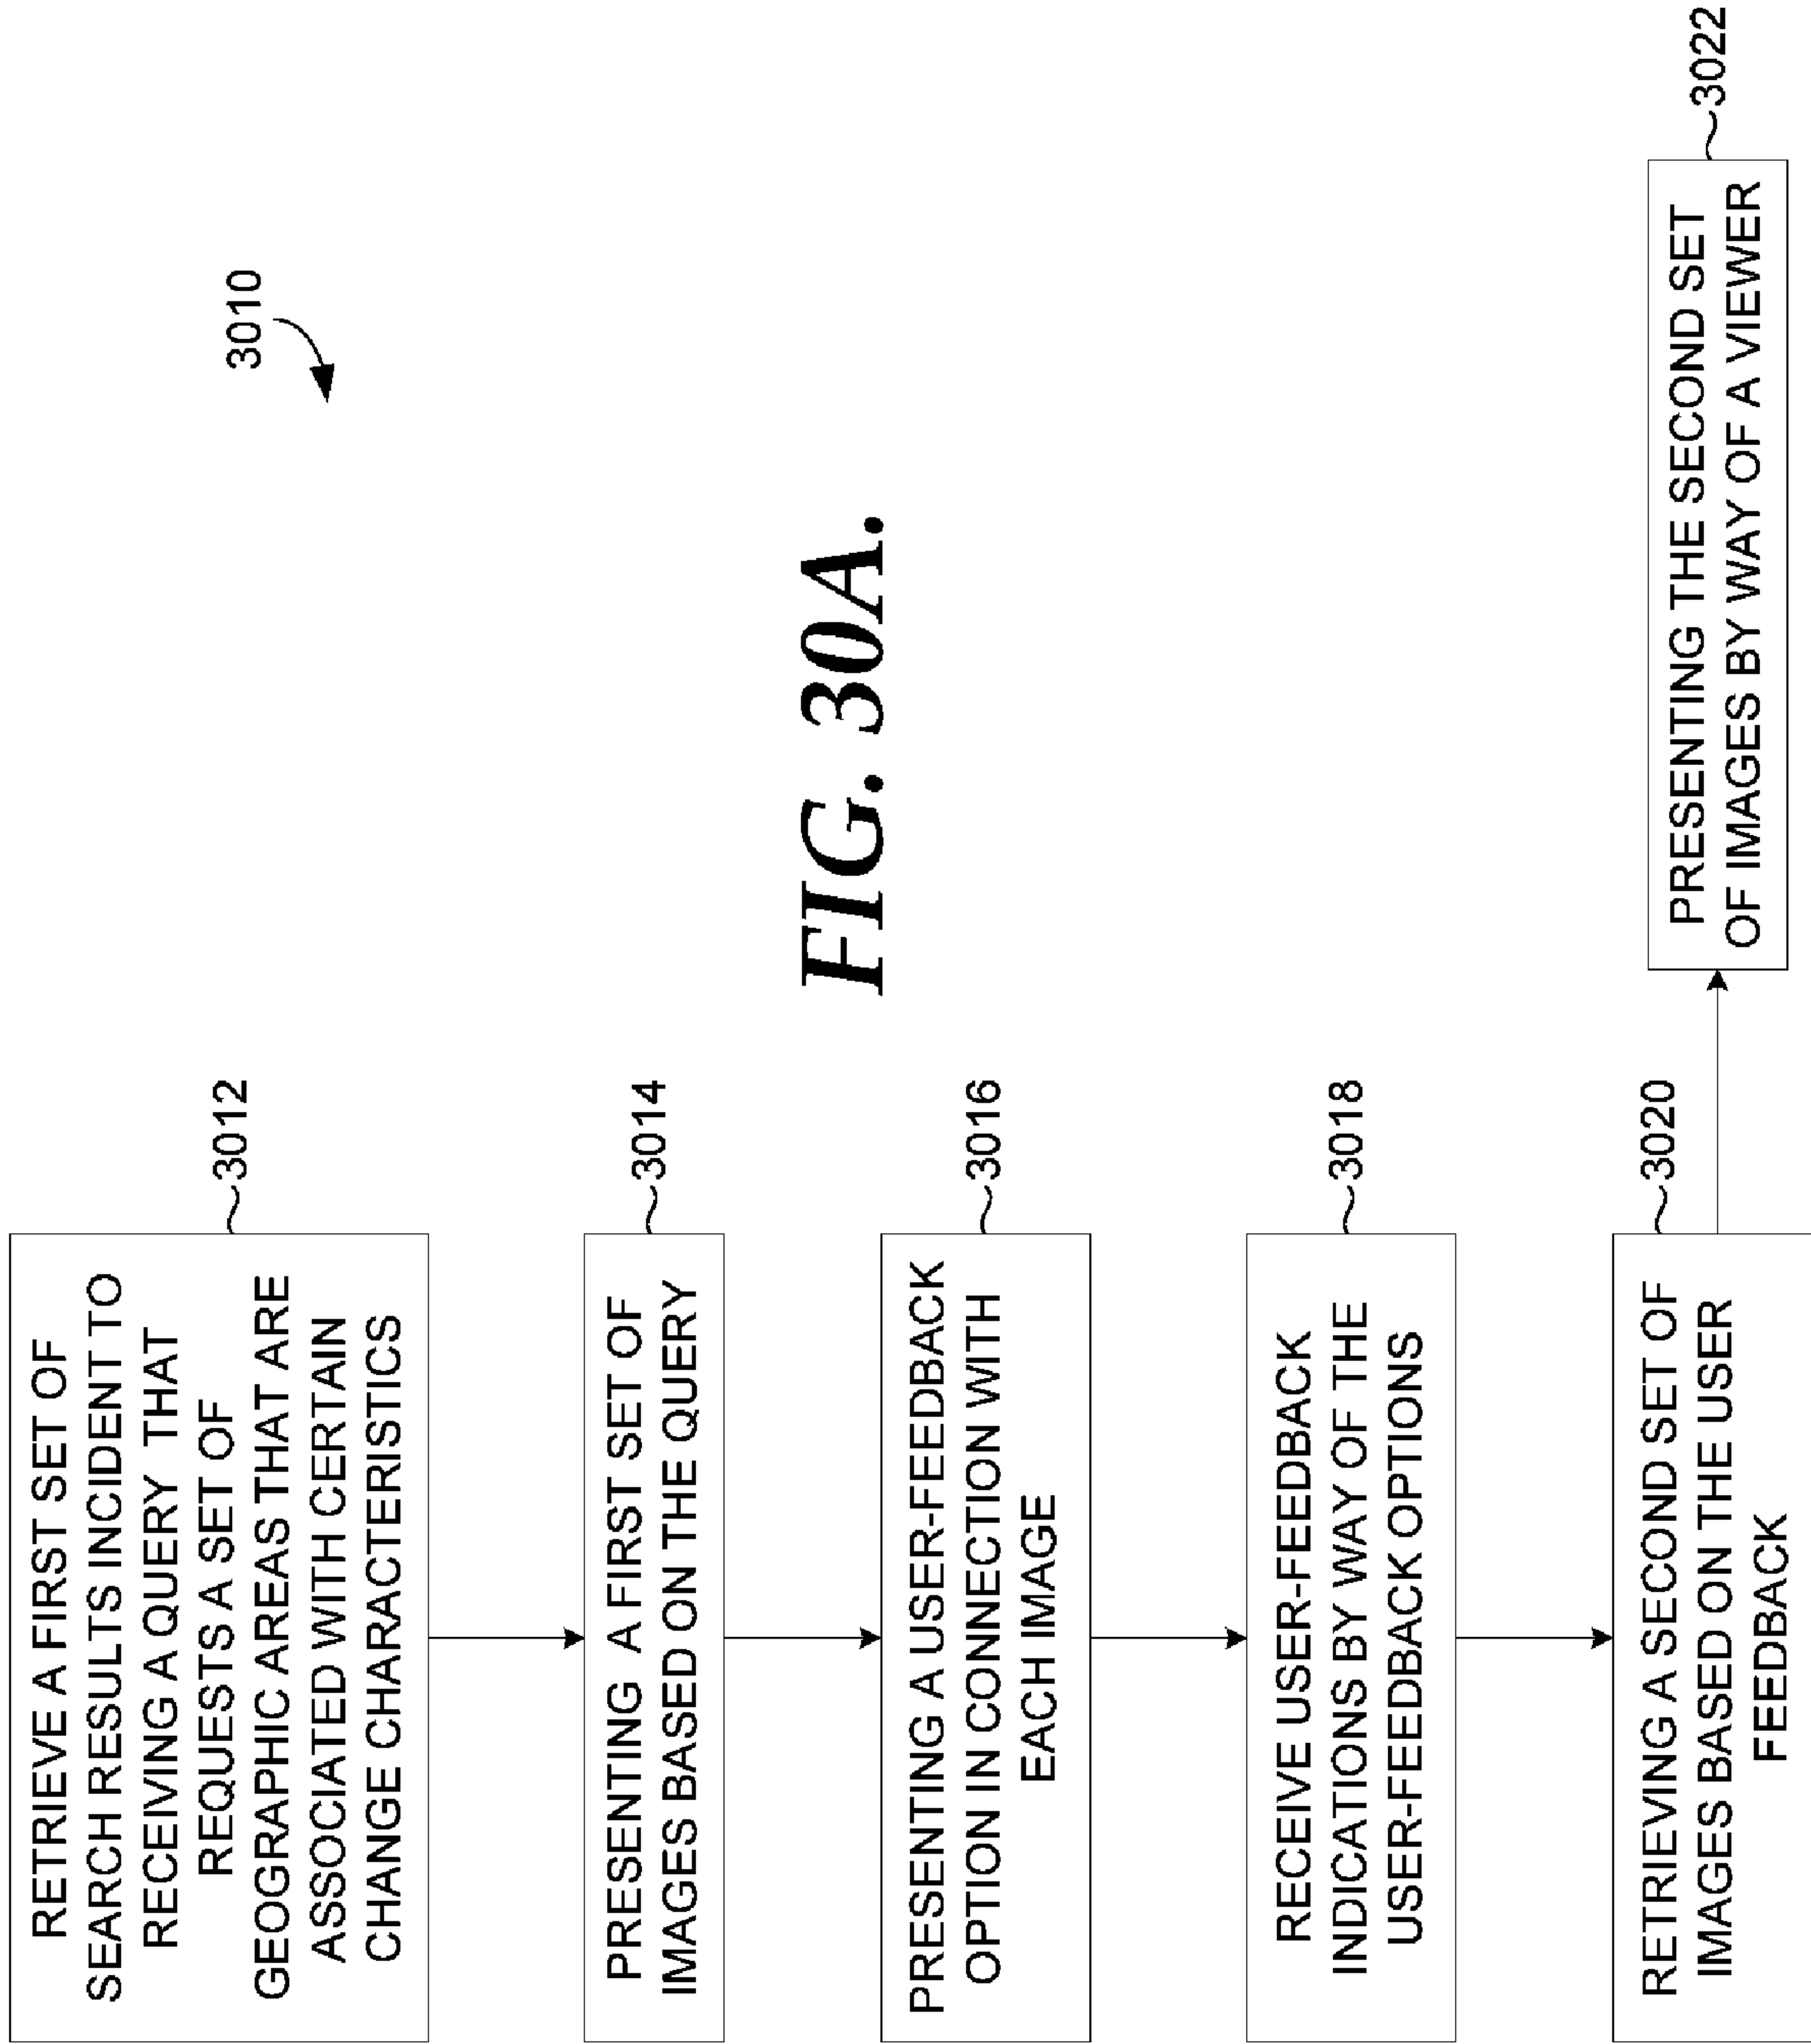 3010
RETRIEVE A FIRST SET OF
SEARCH RESULTS INCIDENT TO
RECEIVING A QUERY THAT
REQUESTS A SET OF
GEOGRAPHIC AREAS THAT ARE
ASSOCIATED WITH CERTAIN
CHANGE CHARACTERISTICS
3012
PRESENTING A FIRST SET OF
IMAGES BASED ON THE QUERY
3014
PRESENTING A USER-FEEDBACK
OPTION IN CONNECTION WITH
EACH IMAGE
3016
RECEIVE USER-FEEDBACK
INDICATIONS BY WAY OF THE
USER-FEEDBACK OPTIONS
3018
RETRIEVING A SECOND SET OF
IMAGES BASED ON THE USER
FEEDBACK
3020
PRESENTING THE SECOND SET
OF IMAGES BY WAY OF A VIEWER
3022
FIG. 30A.